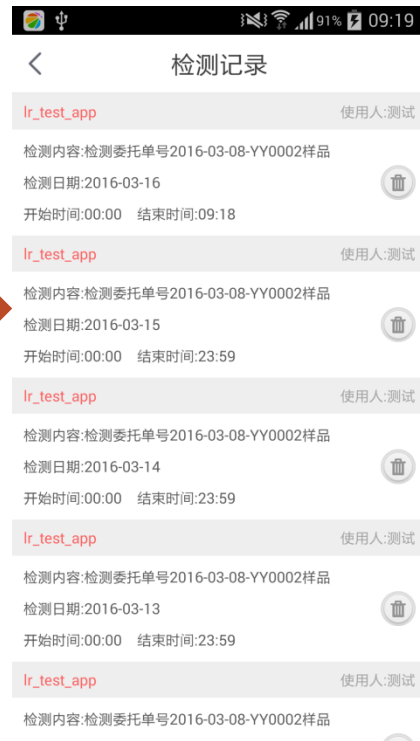 91% 09:19
检测记录
lr_test_app 使用人:测试
检测内容:检测委托单号2016-03-08-YY0002样品
检测日期:2016-03-16
开始时间:00:00 结束时间:09:18
lr_test_app 使用人:测试
检测内容:检测委托单号2016-03-08-YY0002样品
检测日期:2016-03-15
开始时间:00:00 结束时间:23:59
lr_test_app 使用人:测试
检测内容:检测委托单号2016-03-08-YY0002样品
检测日期:2016-03-14
开始时间:00:00 结束时间:23:59
lr_test_app 使用人:测试
检测内容:检测委托单号2016-03-08-YY0002样品
检测日期:2016-03-13
开始时间:00:00 结束时间:23:59
lr_test_app 使用人:测试
检测内容:检测委托单号2016-03-08-YY0002样品